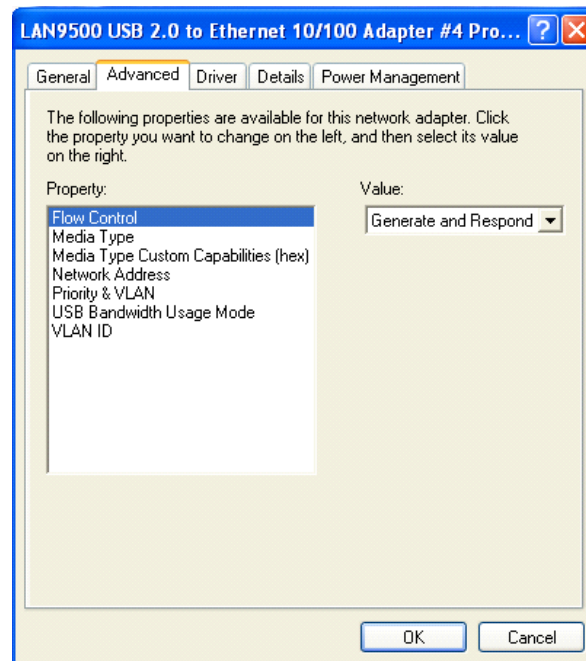 LAN9500 USB 2.0 to Ethernet 10/100 Adapter #4 Pro...
General Advanced Driver Details Power Management
The following properties are available for this network adapter. Click
the property you want to change on the left, and then select its value
on the right.
Property:
Value:
Flow Control
Generate and Respond
Media Type
Media Type Custom Capabilities (hex)
Network Address
Priority & VLAN
USB Bandwidth Usage Mode
VLAN ID
OK
Cancel